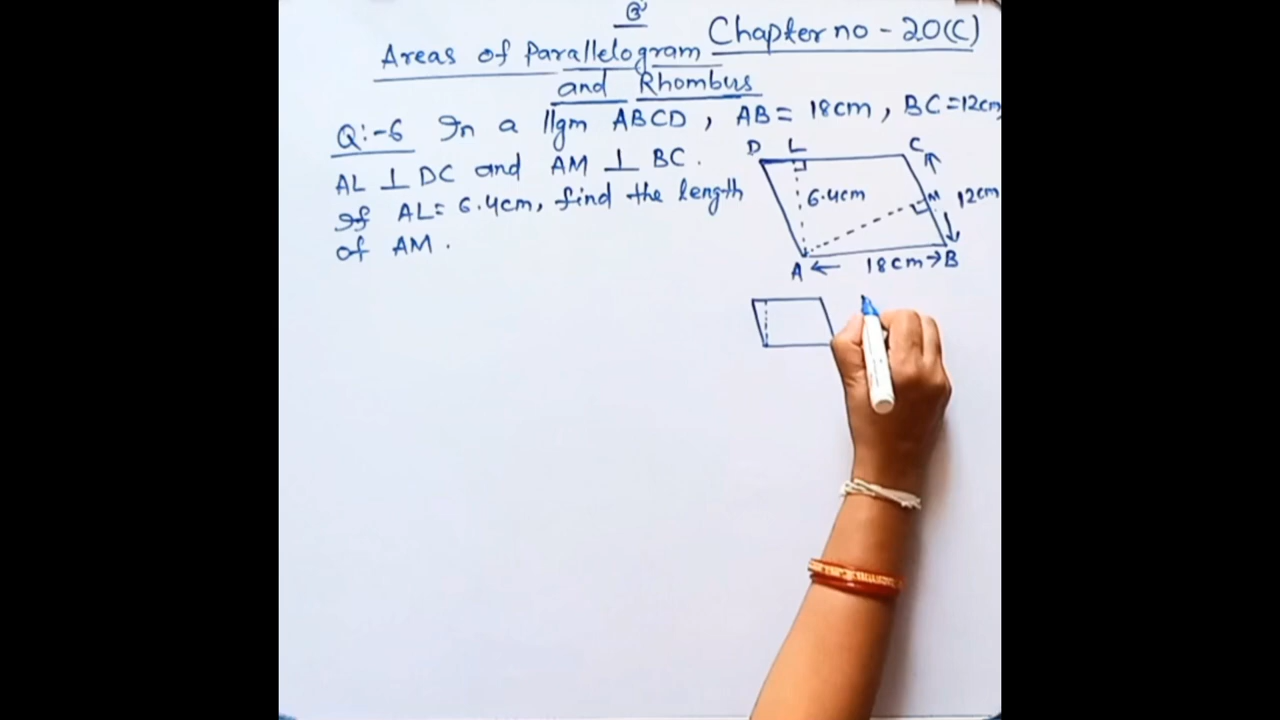 Chapter no - 20(C)
Areas of Parallelogram
and Rhombus
Q:-6 In a llgm ABCD, AB = 18cm, BC=12cm,
AL ⊥ DC and AM ⊥ BC.
If AL= 6.4cm, find the length
of AM.
D L C
6.4cm
M 12cm
A ← 18cm → B